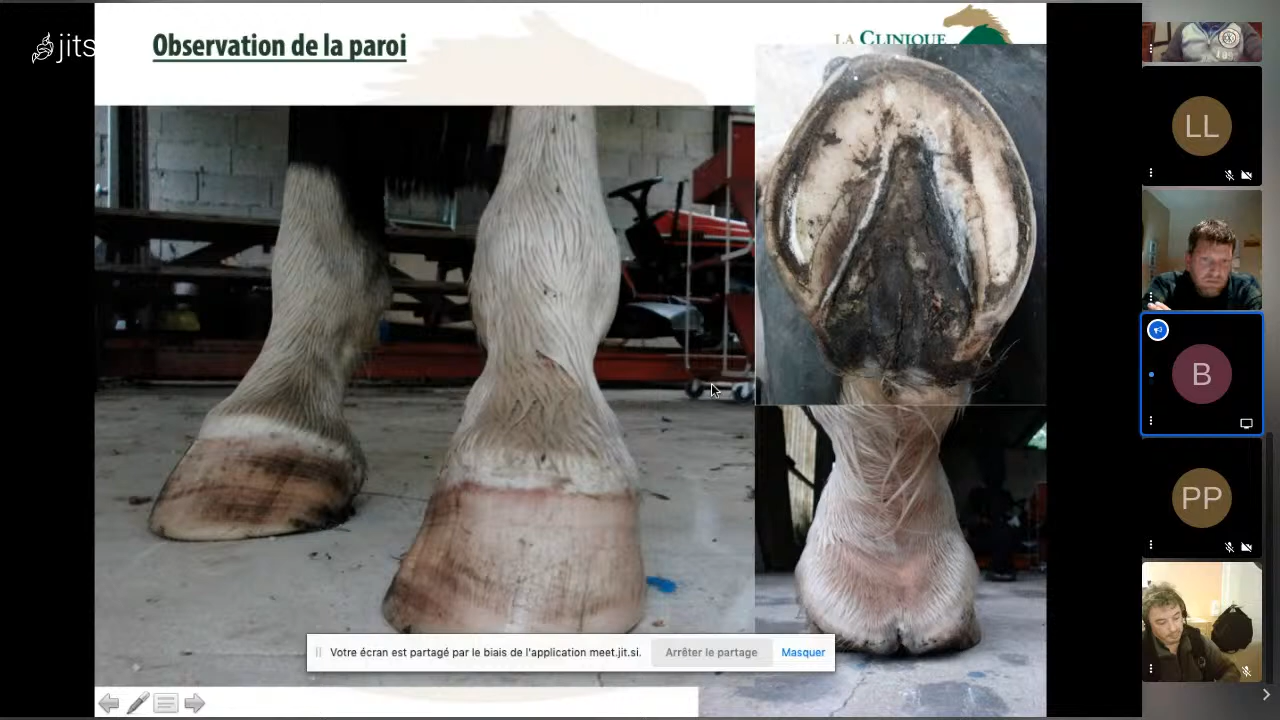 jits
Observation de la paroi
LA CLINIQUE
LL
B
PP
Votre écran est partagé par le biais de l'application meet.jit.si.
Arrêter le partage
Masquer